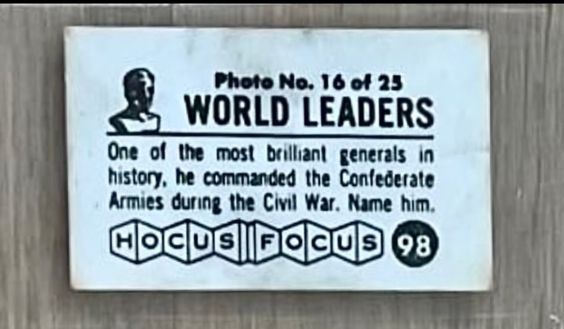 Photo No. 16 of 25
WORLD LEADERS
One of the most brilliant generals in
history, he commanded the Confederate
Armies during the Civil War. Name him.
HOCUS FOCUS 98